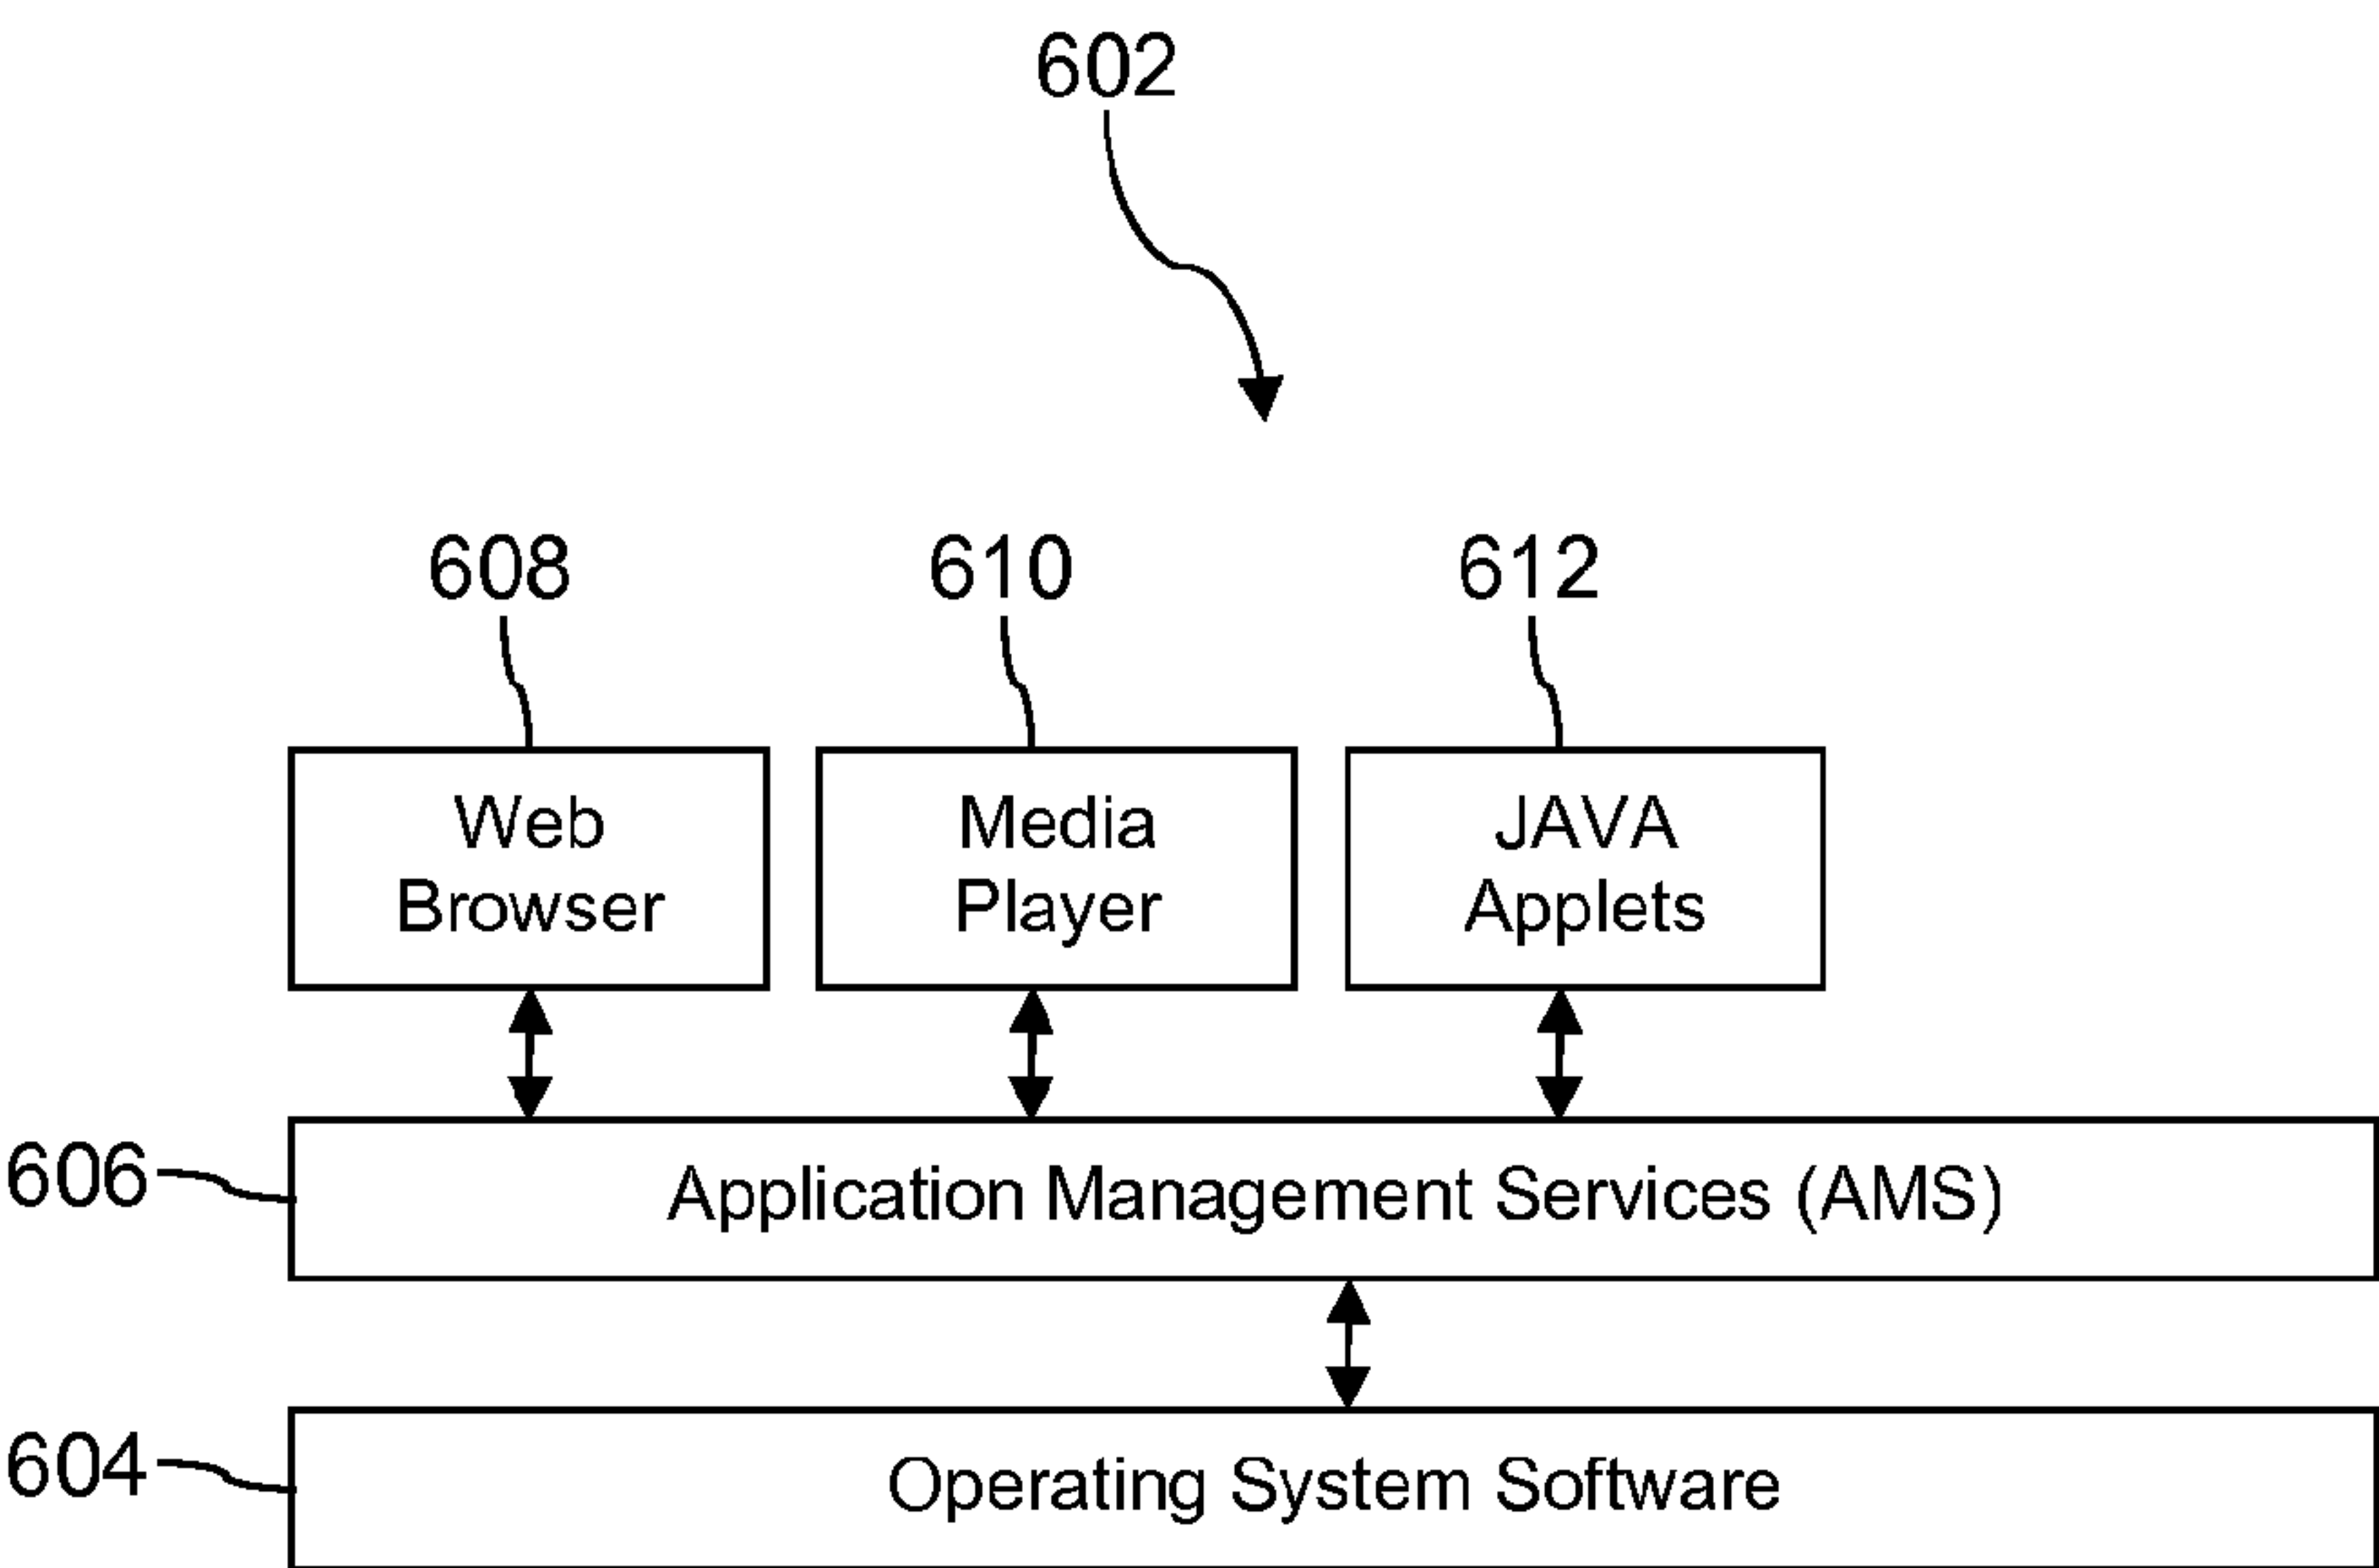 602
608
610
612
Web
Browser
Media
Player
JAVA
Applets
606
Application Management Services (AMS)
604
Operating System Software